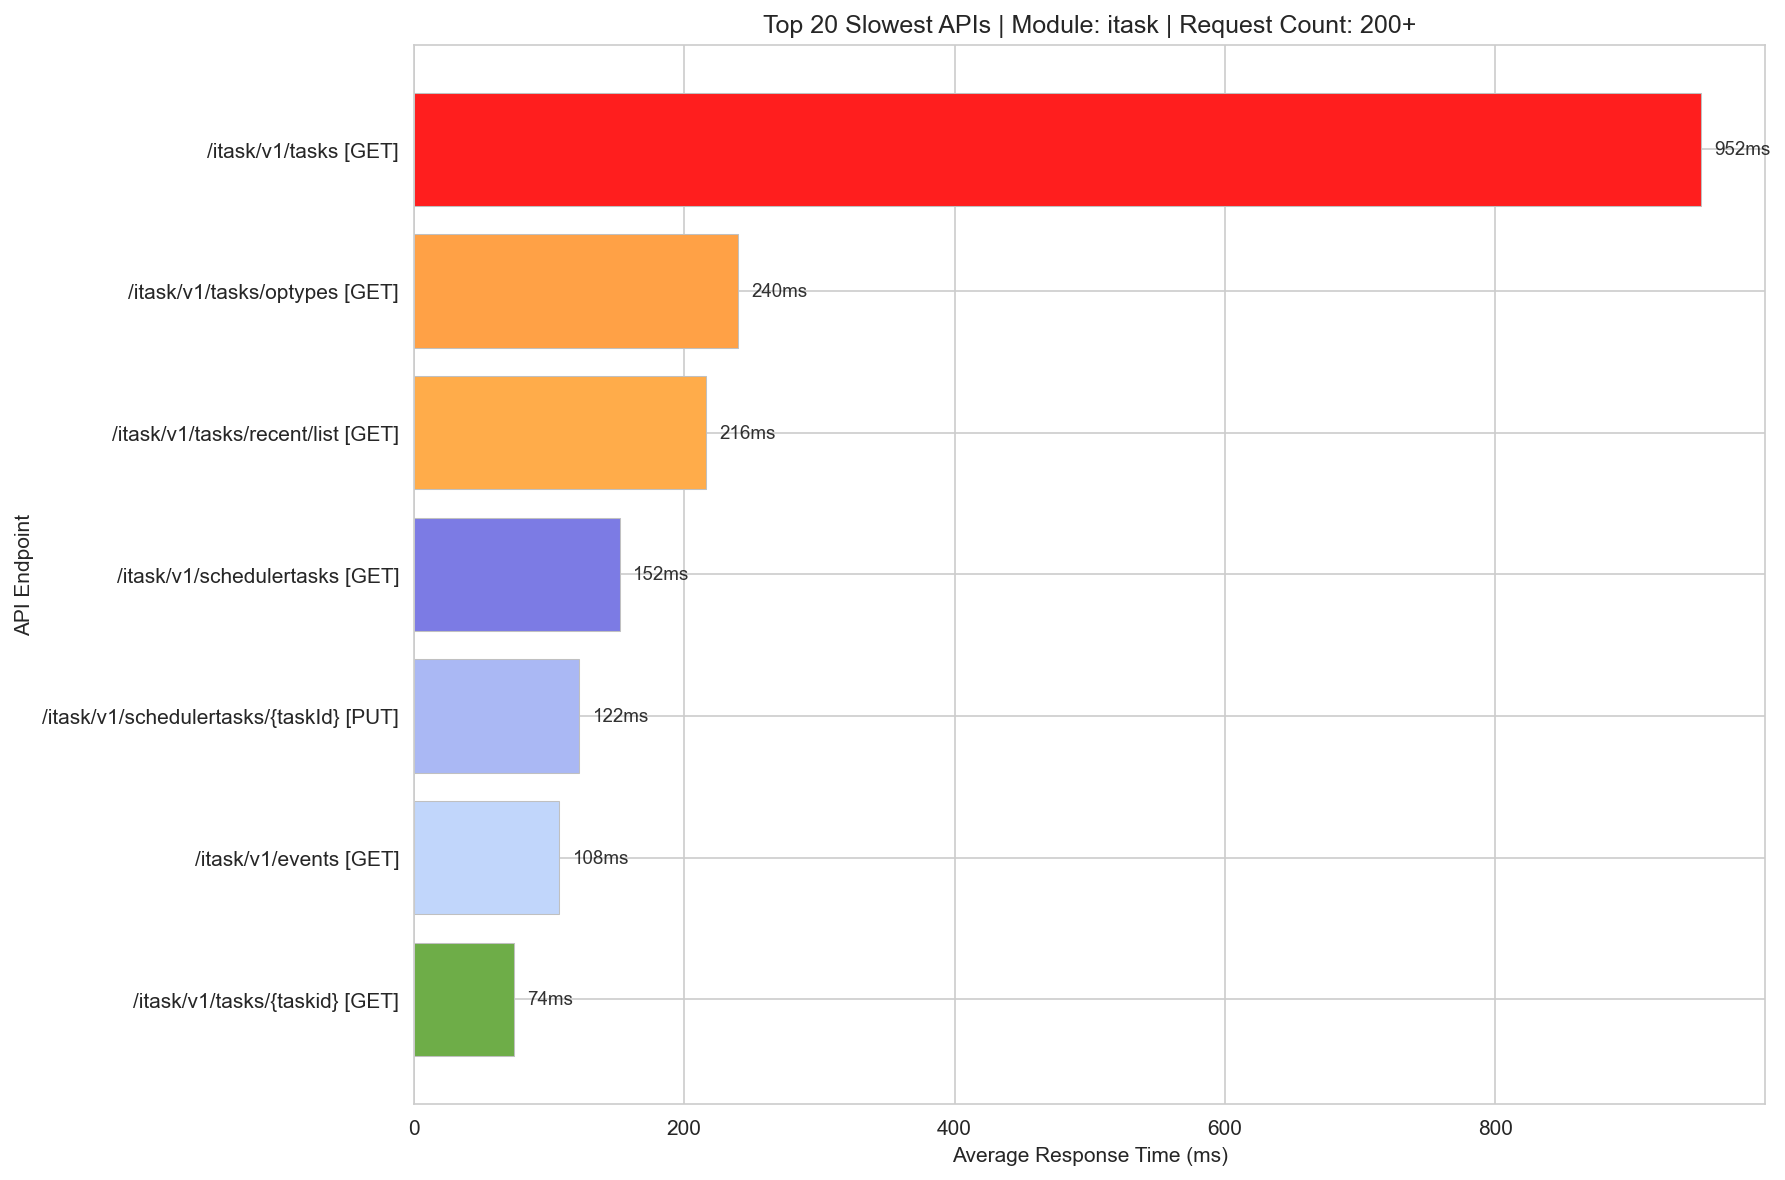 Top 20 Slowest APIs | Module: itask | Request Count: 200+
/itask/v1/tasks [GET]
952ms
/itask/v1/tasks/optypes [GET]
240ms
/itask/v1/tasks/recent/list [GET]
216ms
/itask/v1/schedulertasks [GET]
152ms
/itask/v1/schedulertasks/{taskId} [PUT]
122ms
/itask/v1/events [GET]
108ms
/itask/v1/tasks/{taskid} [GET]
74ms
API Endpoint
0 200 400 600 800
Average Response Time (ms)